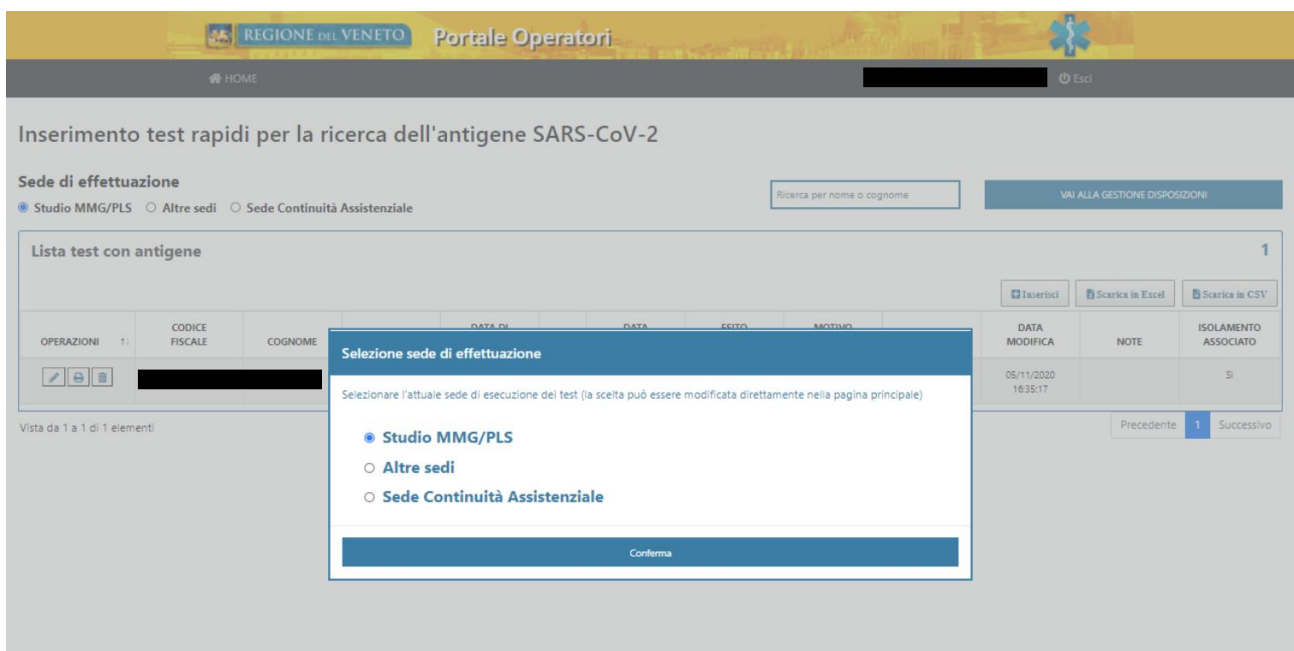 REGIONE DEL VENETO Portale Operatori
HOME Esci
Inserimento test rapidi per la ricerca dell'antigene SARS-CoV-2
Sede di effettuazione
Studio MMG/PLS Altre sedi Sede Continuità Assistenziale
Ricerca per nome o cognome
VAI ALLA GESTIONE DISPOSIZIONI
Lista test con antigene 1
Inserisci Scarica in Excel Scarica in CSV
OPERAZIONI CODICE FISCALE COGNOME DATA DI DATA ESITO MOTIVO DATA MODIFICA NOTE ISOLAMENTO ASSOCIATO
05/11/2020 SI
16:35:17
Selezione sede di effettuazione
Selezionare l'attuale sede di esecuzione dei test (la scelta può essere modificata direttamente nella pagina principale)
Studio MMG/PLS
Altre sedi
Sede Continuità Assistenziale
Conferma
Vista da 1 a 1 di 1 elementi
Precedente 1 Successivo